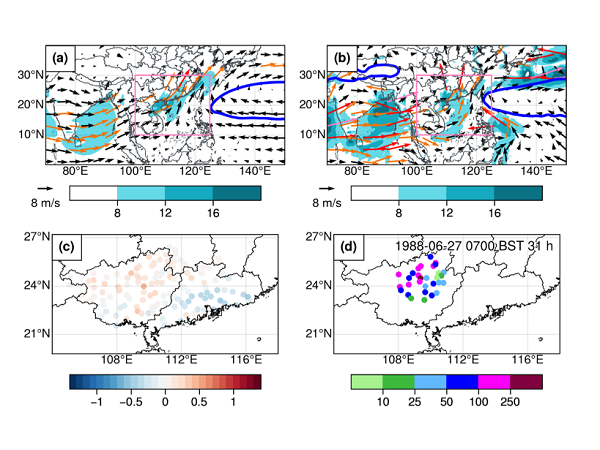 (a)
(b)
30°N
20°N
10°N
80°E 100°E 120°E 140°E
30°N
20°N
10°N
80°E 100°E 120°E 140°E
8 m/s
8 12 16
8 m/s
8 12 16
(c)
27°N
24°N
21°N
108°E 112°E 116°E
−1 −0.5 0 0.5 1
(d)
1988-06-27 0700 BST 31 h
27°N
24°N
21°N
108°E 112°E 116°E
10 25 50 100 250